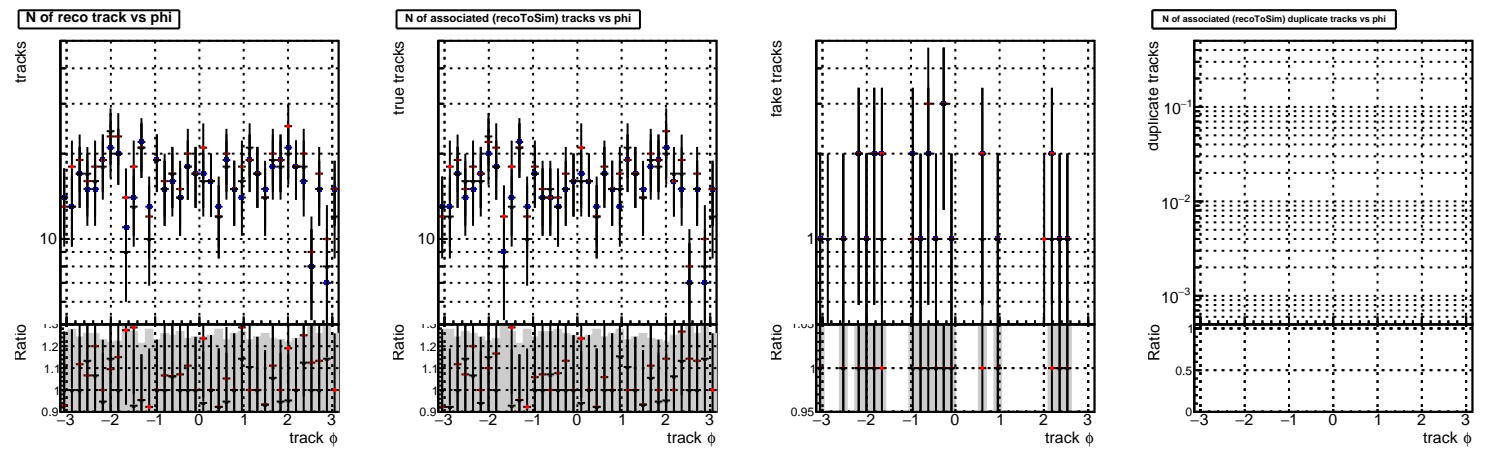 N of reco track vs phi
tracks
10
1.3
1.2
1.1
1
0.9
Ratio
−3 −2 −1 0 1 2 3
track ϕ
N of associated (recoToSim) tracks vs phi
true tracks
10
1.3
1.2
1.1
1
0.9
Ratio
−3 −2 −1 0 1 2 3
track ϕ
fake tracks
1
1.05
1
0.95
Ratio
−3 −2 −1 0 1 2 3
track ϕ
N of associated (recoToSim) duplicate tracks vs phi
duplicate tracks
10⁻¹
10⁻²
10⁻³
1
0.5
0
Ratio
−3 −2 −1 0 1 2 3
track ϕ